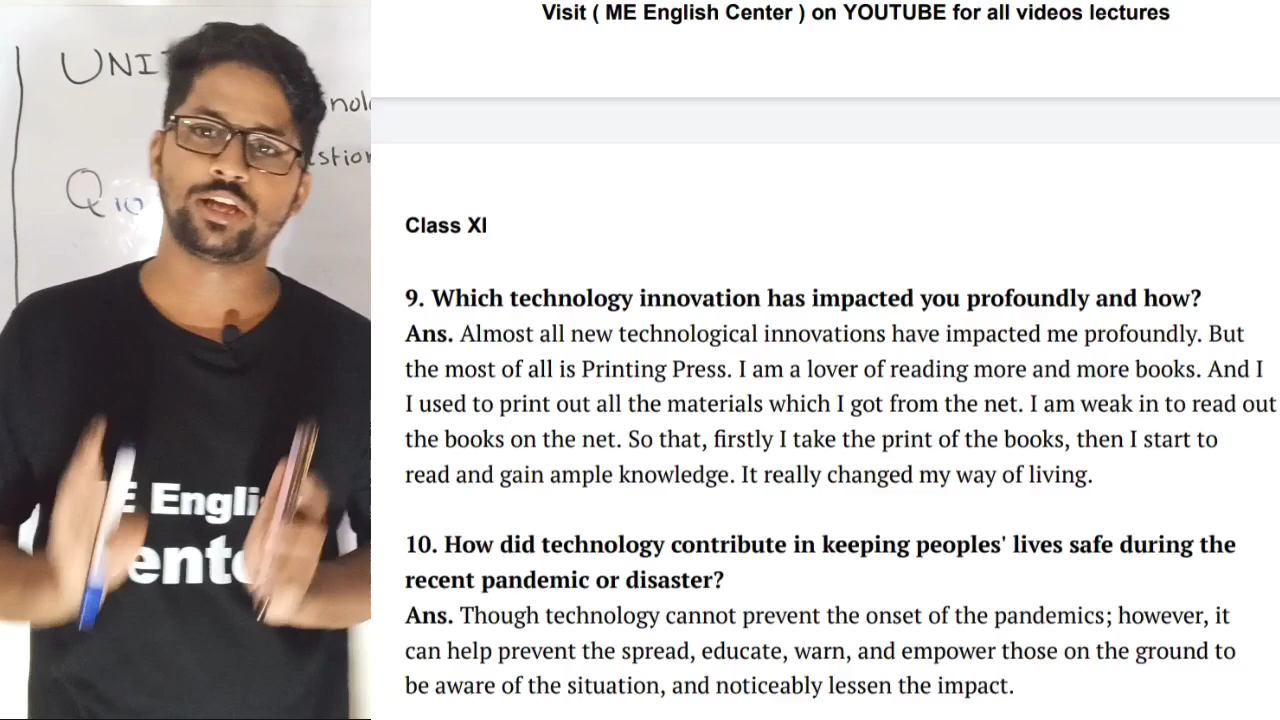 Visit ( ME English Center ) on YOUTUBE for all videos lectures
UNI
Q10
Class XI
9. Which technology innovation has impacted you profoundly and how?
Ans. Almost all new technological innovations have impacted me profoundly. But
the most of all is Printing Press. I am a lover of reading more and more books. And I
I used to print out all the materials which I got from the net. I am weak in to read out
the books on the net. So that, firstly I take the print of the books, then I start to
read and gain ample knowledge. It really changed my way of living.
10. How did technology contribute in keeping peoples' lives safe during the
recent pandemic or disaster?
Ans. Though technology cannot prevent the onset of the pandemics; however, it
can help prevent the spread, educate, warn, and empower those on the ground to
be aware of the situation, and noticeably lessen the impact.